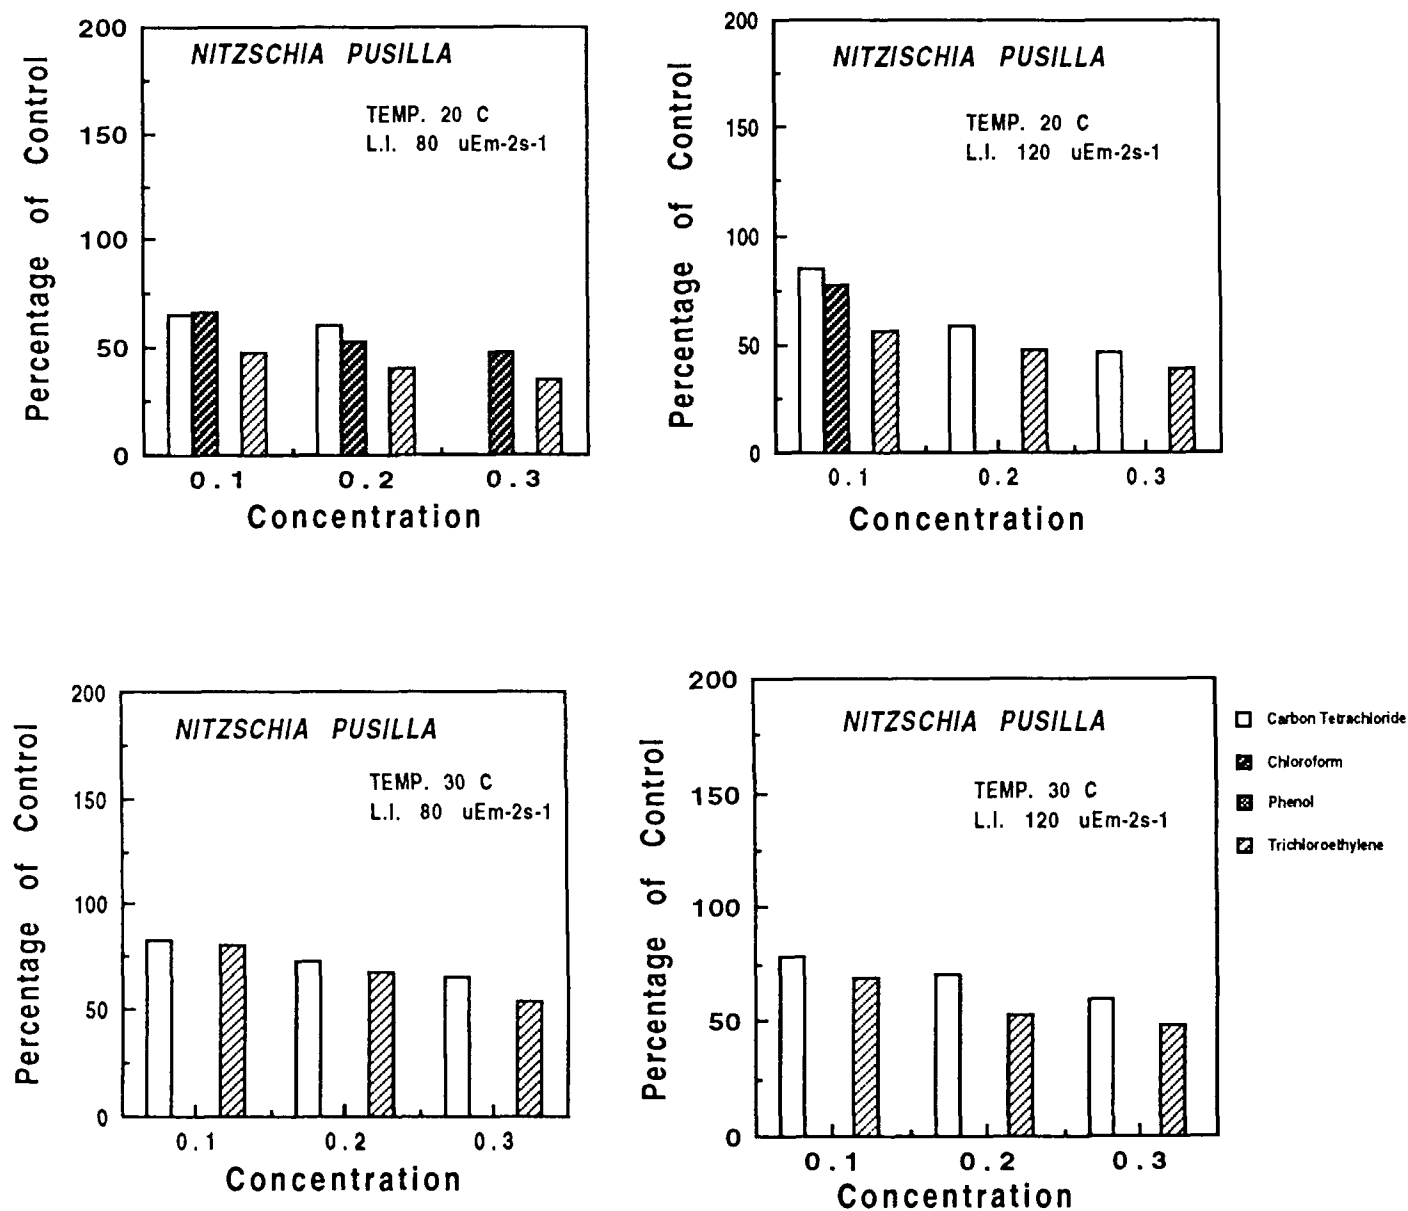 NITZSCHIA PUSILLA
TEMP. 20 C
L.I. 80 uEm-2s-1
Percentage of Control
200
150
100
50
0
0.1 0.2 0.3
Concentration
NITZISCHIA PUSILLA
TEMP. 20 C
L.I. 120 uEm-2s-1
Percentage of Control
200
150
100
50
0
0.1 0.2 0.3
Concentration
NITZSCHIA PUSILLA
TEMP. 30 C
L.I. 80 uEm-2s-1
Percentage of Control
200
150
100
50
0
0.1 0.2 0.3
Concentration
NITZSCHIA PUSILLA
TEMP. 30 C
L.I. 120 uEm-2s-1
Percentage of Control
200
150
100
50
0
0.1 0.2 0.3
Concentration
Carbon Tetrachloride
Chloroform
Phenol
Trichloroethylene